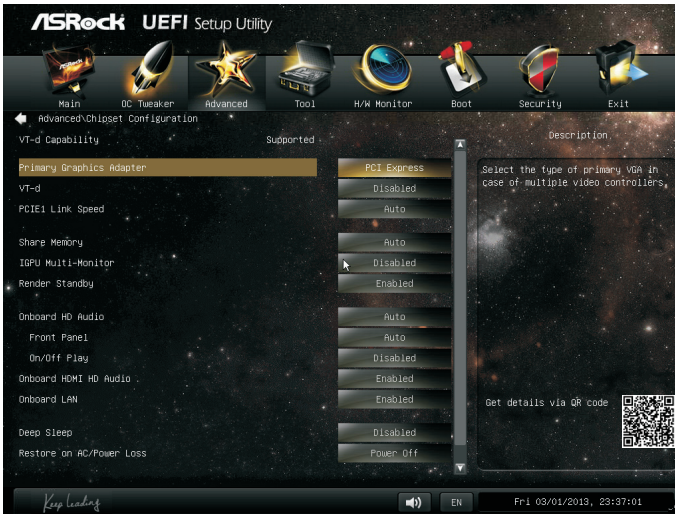 ASRock UEFI Setup Utility
ASRock
Main OC Tweaker Advanced Tool H/W Monitor Boot Security Exit
Advanced\Chipset Configuration
VT-d Capability Supported
Description
Primary Graphics Adapter PCI Express
Select the type of primary VGA in
case of multiple video controllers.
VT-d Disabled
PCIE1 Link Speed Auto
Share Memory Auto
IGPU Multi-Monitor Disabled
Render Standby Enabled
Onboard HD Audio Auto
Front Panel Auto
On/Off Play Disabled
Onboard HDMI HD Audio Enabled
Onboard LAN Enabled
Get details via QR code
Deep Sleep Disabled
Restore on AC/Power Loss Power Off
Keep Leading
EN
Fri 03/01/2013, 23:37:01